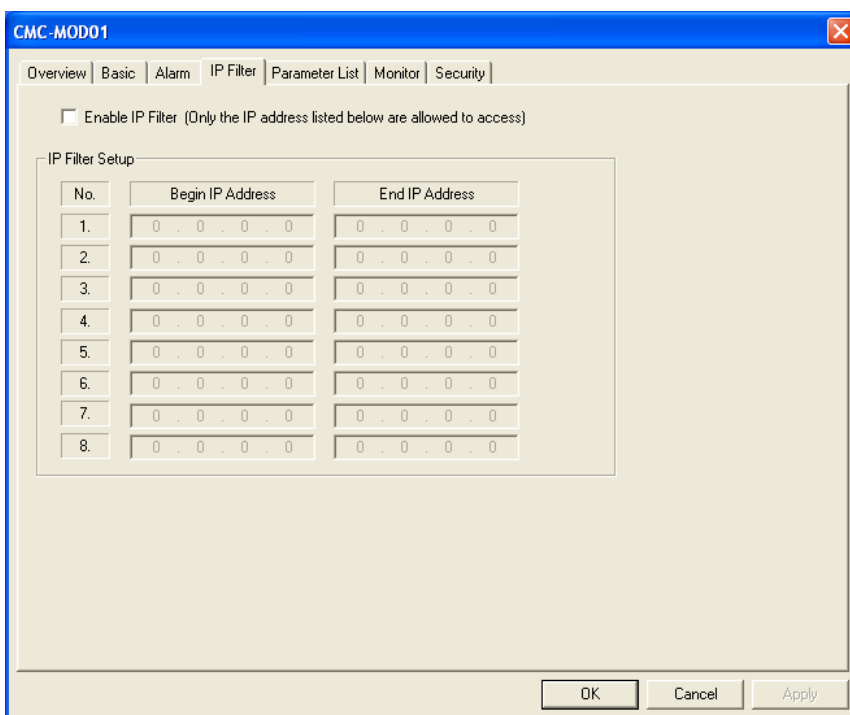 CMC-MOD01
Overview Basic Alarm IP Filter Parameter List Monitor Security
Enable IP Filter (Only the IP address listed below are allowed to access)
IP Filter Setup
No. Begin IP Address End IP Address
1. 0 . 0 . 0 . 0 0 . 0 . 0 . 0
2. 0 . 0 . 0 . 0 0 . 0 . 0 . 0
3. 0 . 0 . 0 . 0 0 . 0 . 0 . 0
4. 0 . 0 . 0 . 0 0 . 0 . 0 . 0
5. 0 . 0 . 0 . 0 0 . 0 . 0 . 0
6. 0 . 0 . 0 . 0 0 . 0 . 0 . 0
7. 0 . 0 . 0 . 0 0 . 0 . 0 . 0
8. 0 . 0 . 0 . 0 0 . 0 . 0 . 0
OK Cancel Apply